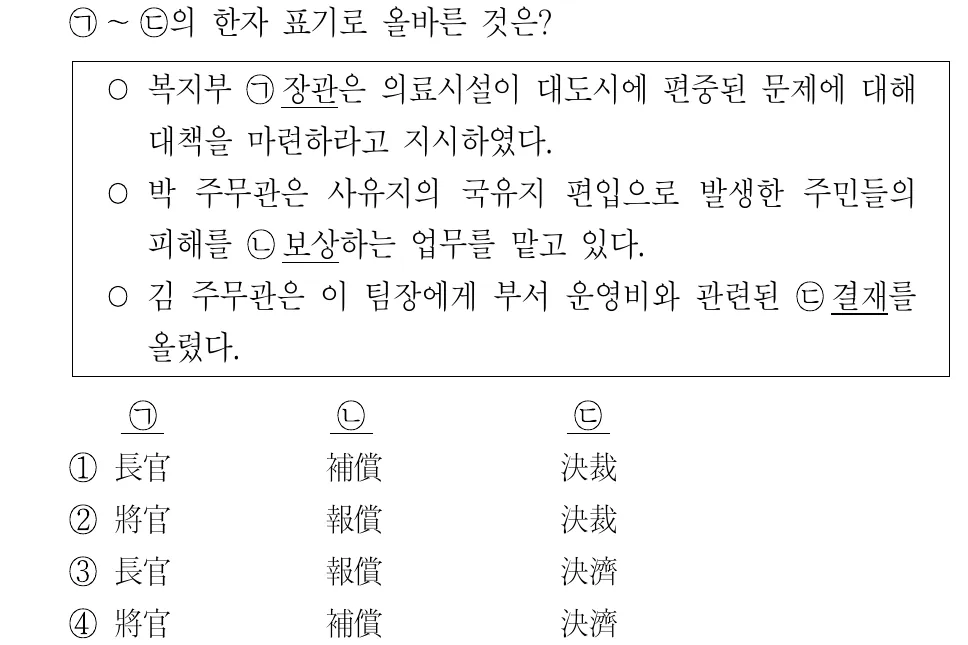 ㉠ ~ ㉢의 한자 표기로 올바른 것은?
○ 복지부 ㉠ 장관은 의료시설이 대도시에 편중된 문제에 대해
대책을 마련하라고 지시하였다.
○ 박 주무관은 사유지의 국유지 편입으로 발생한 주민들의
피해를 ㉡ 보상하는 업무를 맡고 있다.
○ 김 주무관은 이 팀장에게 부서 운영비와 관련된 ㉢ 결재를
올렸다.
㉠ ㉡ ㉢
① 長官 補償 決裁
② 將官 報償 決裁
③ 長官 報償 決濟
④ 將官 補償 決濟